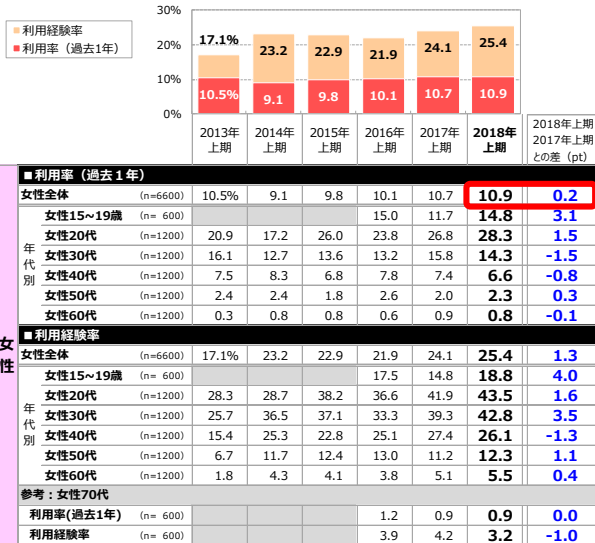 ■利用経験率
■利用率（過去1年）
30%
20%
10%
0%
17.1% 23.2 22.9 21.9 24.1 25.4
10.5% 9.1 9.8 10.1 10.7 10.9
2013年上期 2014年上期 2015年上期 2016年上期 2017年上期 2018年上期 2018年上期2017年上期との差（pt）
女性
■利用率（過去１年）
女性全体 (n=6600) 10.5% 9.1 9.8 10.1 10.7 10.9 0.2
年代別
女性15~19歳 (n= 600) 15.0 11.7 14.8 3.1
女性20代 (n=1200) 20.9 17.2 26.0 23.8 26.8 28.3 1.5
女性30代 (n=1200) 16.1 12.7 13.6 13.2 15.8 14.3 -1.5
女性40代 (n=1200) 7.5 8.3 6.8 7.8 7.4 6.6 -0.8
女性50代 (n=1200) 2.4 2.4 1.8 2.6 2.0 2.3 0.3
女性60代 (n=1200) 0.3 0.8 0.8 0.6 0.9 0.8 -0.1
■利用経験率
女性全体 (n=6600) 17.1% 23.2 22.9 21.9 24.1 25.4 1.3
年代別
女性15~19歳 (n= 600) 17.5 14.8 18.8 4.0
女性20代 (n=1200) 28.3 28.7 38.2 36.6 41.9 43.5 1.6
女性30代 (n=1200) 25.7 36.5 37.1 33.3 39.3 42.8 3.5
女性40代 (n=1200) 15.4 25.3 22.8 25.1 27.4 26.1 -1.3
女性50代 (n=1200) 6.7 11.7 12.4 13.0 11.2 12.3 1.1
女性60代 (n=1200) 1.8 4.3 4.1 3.8 5.1 5.5 0.4
参考：女性70代
利用率(過去1年) (n= 600) 1.2 0.9 0.9 0.0
利用経験率 (n= 600) 3.9 4.2 3.2 -1.0